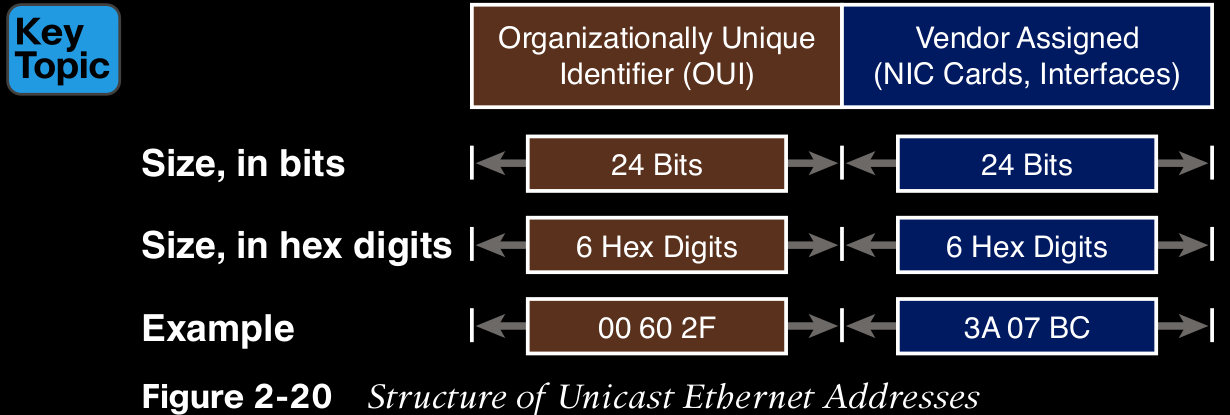 Key
Topic
Organizationally Unique
Identifier (OUI)
Vendor Assigned
(NIC Cards, Interfaces)
Size, in bits
24 Bits
24 Bits
Size, in hex digits
6 Hex Digits
6 Hex Digits
Example
00 60 2F
3A 07 BC
Figure 2-20 Structure of Unicast Ethernet Addresses